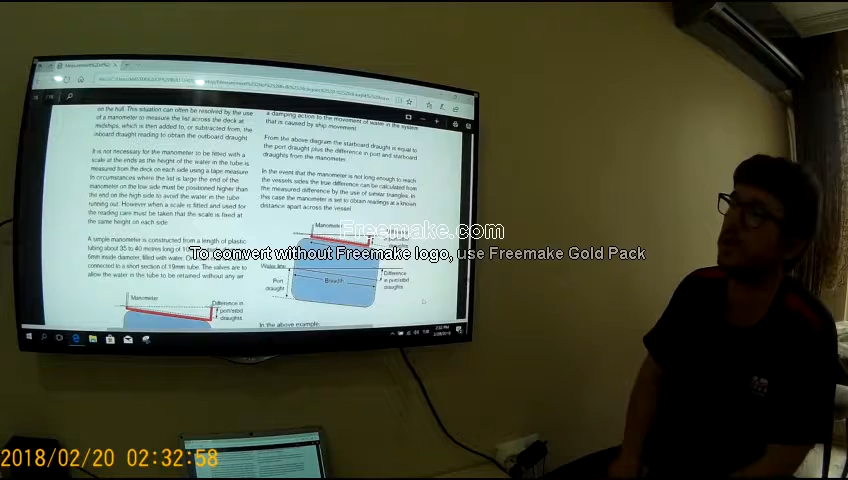 on the hull. This situation can often be resolved by the use
of a manometer to measure the list across the deck at
midships, which is then added to, or subtracted from, the
inboard draught reading to obtain the outboard draught
It is not necessary for the manometer to be fitted with a
scale at the ends as the height of the water in the tube is
measured from the deck on each side using a tape measure
In circumstances where the list is large the end of the
manometer on the low side must be positioned higher than
the end on the high side to avoid the water in the tube
running out. However when a scale is fitted and used for
the reading care must be taken that the scale is fixed at
the same height on each side
A simple manometer is constructed from a length of plastic
tubing about 35 to 40 metres long of
6mm inside diameter, filled with water.
connected to a short section of 19mm tube. The valves are to
allow the water in the tube to be retained without any air
Manometer
Difference in
port/stbd
draughts
a damping action to the movement of water in the system
that is caused by ship movement.
From the above diagram the starboard draught is equal to
the port draught plus the difference in port and starboard
draughts from the manometer
In the event that the manometer is not long enough to reach
the vessels sides the true difference can be calculated from
the measured difference by the use of similar triangles, in
this case the manometer is set to obtain readings at a known
distance apart across the vessel
Manometer
Water line
Port
draught
Breadth
Difference
in port/stbd
draughts
In the above example,
Freemake.com
To convert without Freemake logo, use Freemake Gold Pack
2018/02/20 02:32:58